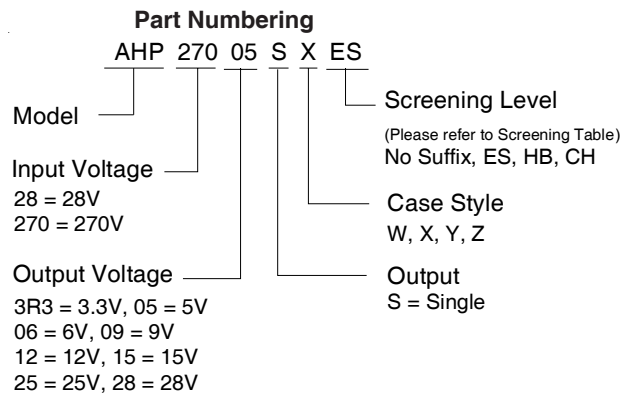 Part Numbering
AHP 270 05 S X ES
Model
Input Voltage
28 = 28V
270 = 270V
Output Voltage
3R3 = 3.3V, 05 = 5V
06 = 6V, 09 = 9V
12 = 12V, 15 = 15V
25 = 25V, 28 = 28V
Screening Level
(Please refer to Screening Table)
No Suffix, ES, HB, CH
Case Style
W, X, Y, Z
Output
S = Single